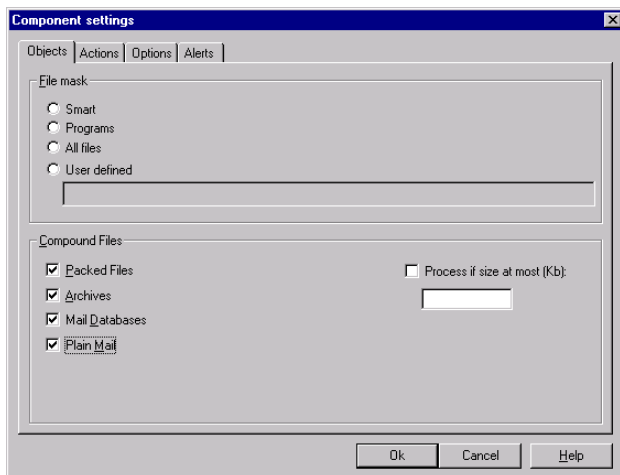 Component settings
Objects Actions Options Alerts
File mask
Smart
Programs
All files
User defined
Compound Files
Packed Files
Process if size at most (Kb):
Archives
Mail Databases
Plain Mail
Ok Cancel Help